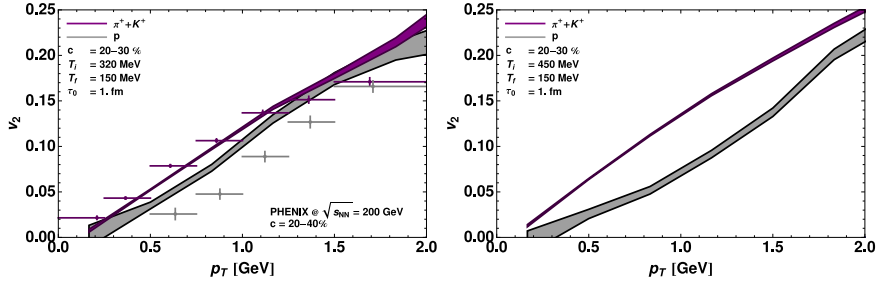 π⁺+K⁺
p
c = 20–30 %
T_i = 320 MeV
T_f = 150 MeV
τ₀ = 1. fm
PHENIX @ √s_NN = 200 GeV
c = 20–40%
0.25
0.20
0.15
0.10
0.05
0.00
v₂
0.0 0.5 1.0 1.5 2.0
p_T [GeV]
π⁺+K⁺
p
c = 20–30%
T_i = 450 MeV
T_f = 150 MeV
τ₀ = 1. fm
0.25
0.20
0.15
0.10
0.05
0.00
0.0 0.5 1.0 1.5 2.0
p_T [GeV]